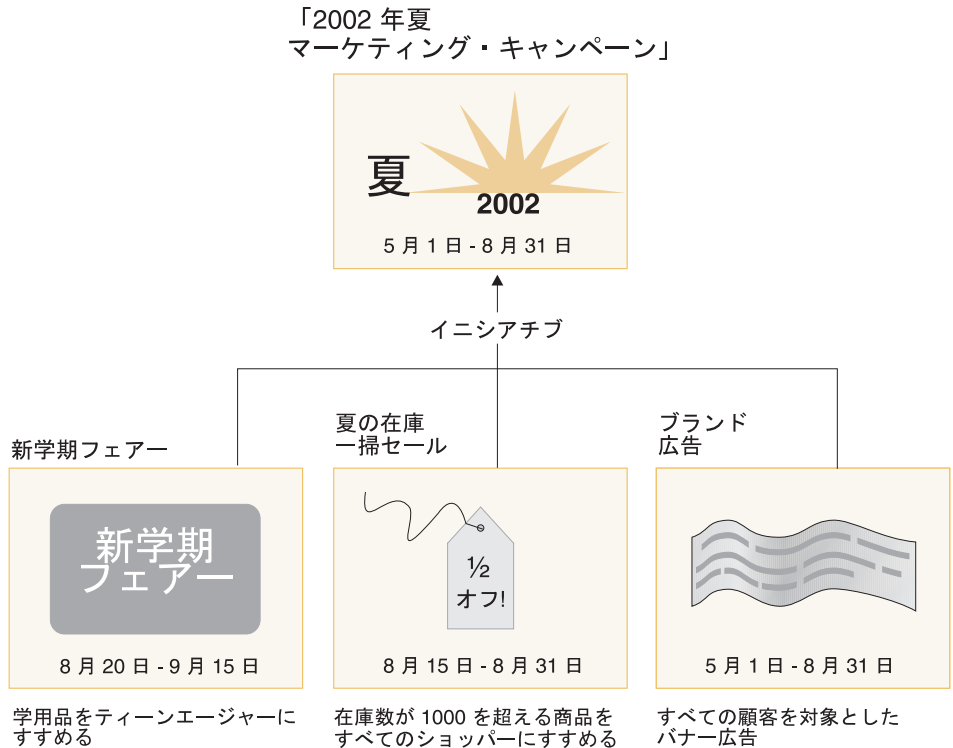 「2002 年夏
マーケティング・キャンペーン」
夏
2002
5 月 1 日 - 8 月 31 日
イニシアチブ
新学期フェアー
新学期
フェアー
8 月 20 日 - 9 月 15 日
学用品をティーンエージャーに
すすめる
夏の在庫
一掃セール
½
オフ!
8 月 15 日 - 8 月 31 日
在庫数が 1000 を超える商品を
すべてのショッパーにすすめる
ブランド
広告
5 月 1 日 - 8 月 31 日
すべての顧客を対象とした
バナー広告